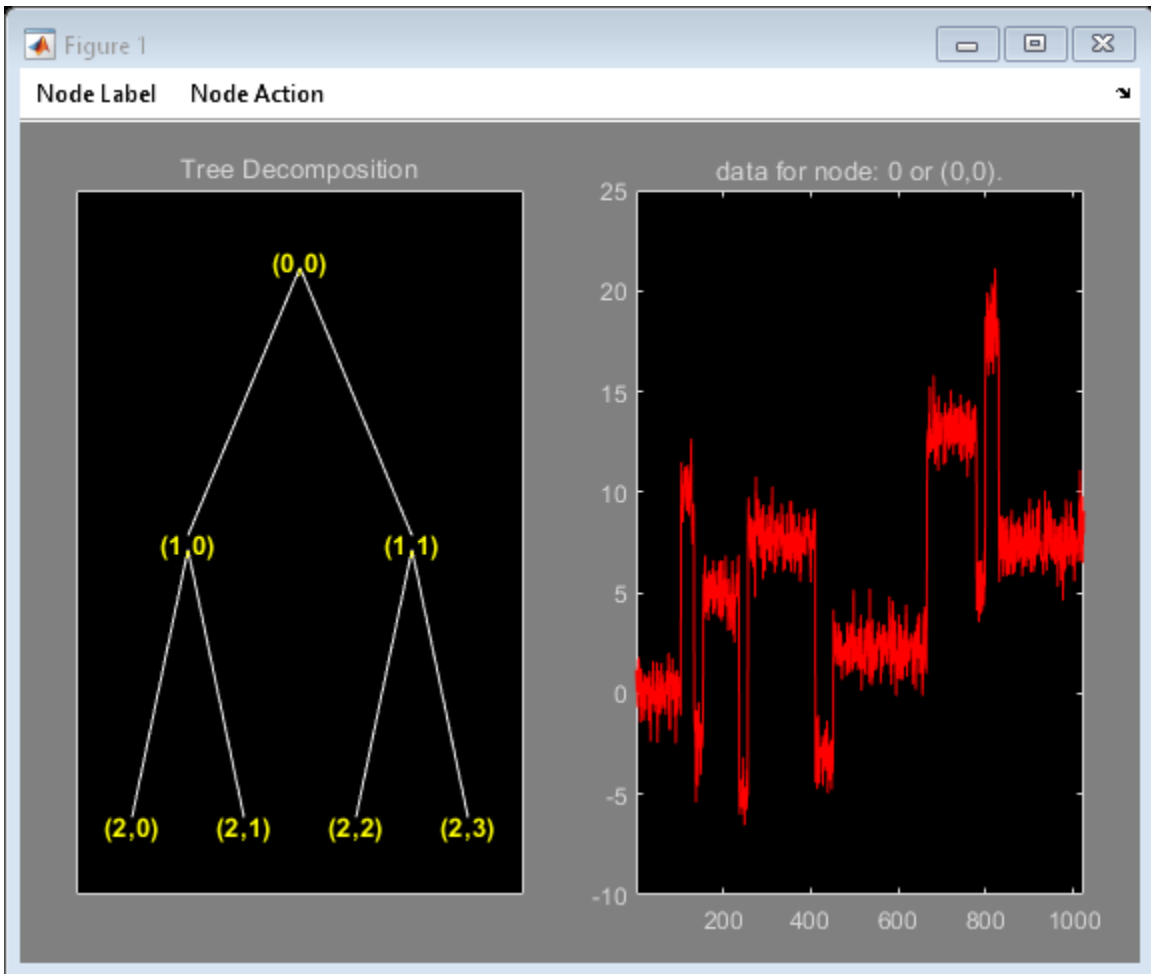 Figure 1
Node Label Node Action
Tree Decomposition
(0,0)
(1,0) (1,1)
(2,0) (2,1) (2,2) (2,3)
data for node: 0 or (0,0).
25
20
15
10
5
0
-5
-10
200 400 600 800 1000